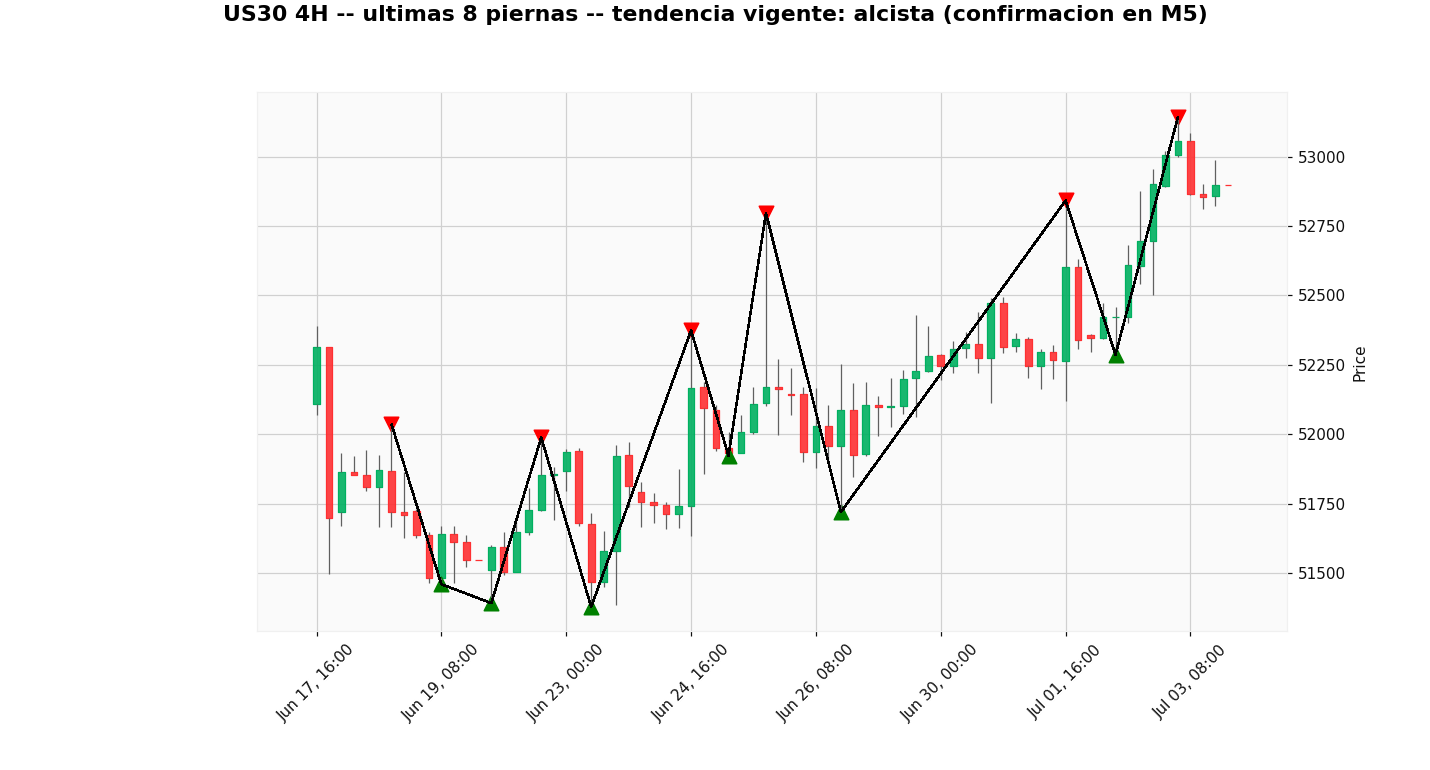 US30 4H -- ultimas 8 piernas -- tendencia vigente: alcista (confirmacion en M5)
53000
52750
52500
52250
52000
51750
51500
Price
Jun 17, 16:00
Jun 19, 08:00
Jun 23, 00:00
Jun 24, 16:00
Jun 26, 08:00
Jun 30, 00:00
Jul 01, 16:00
Jul 03, 08:00